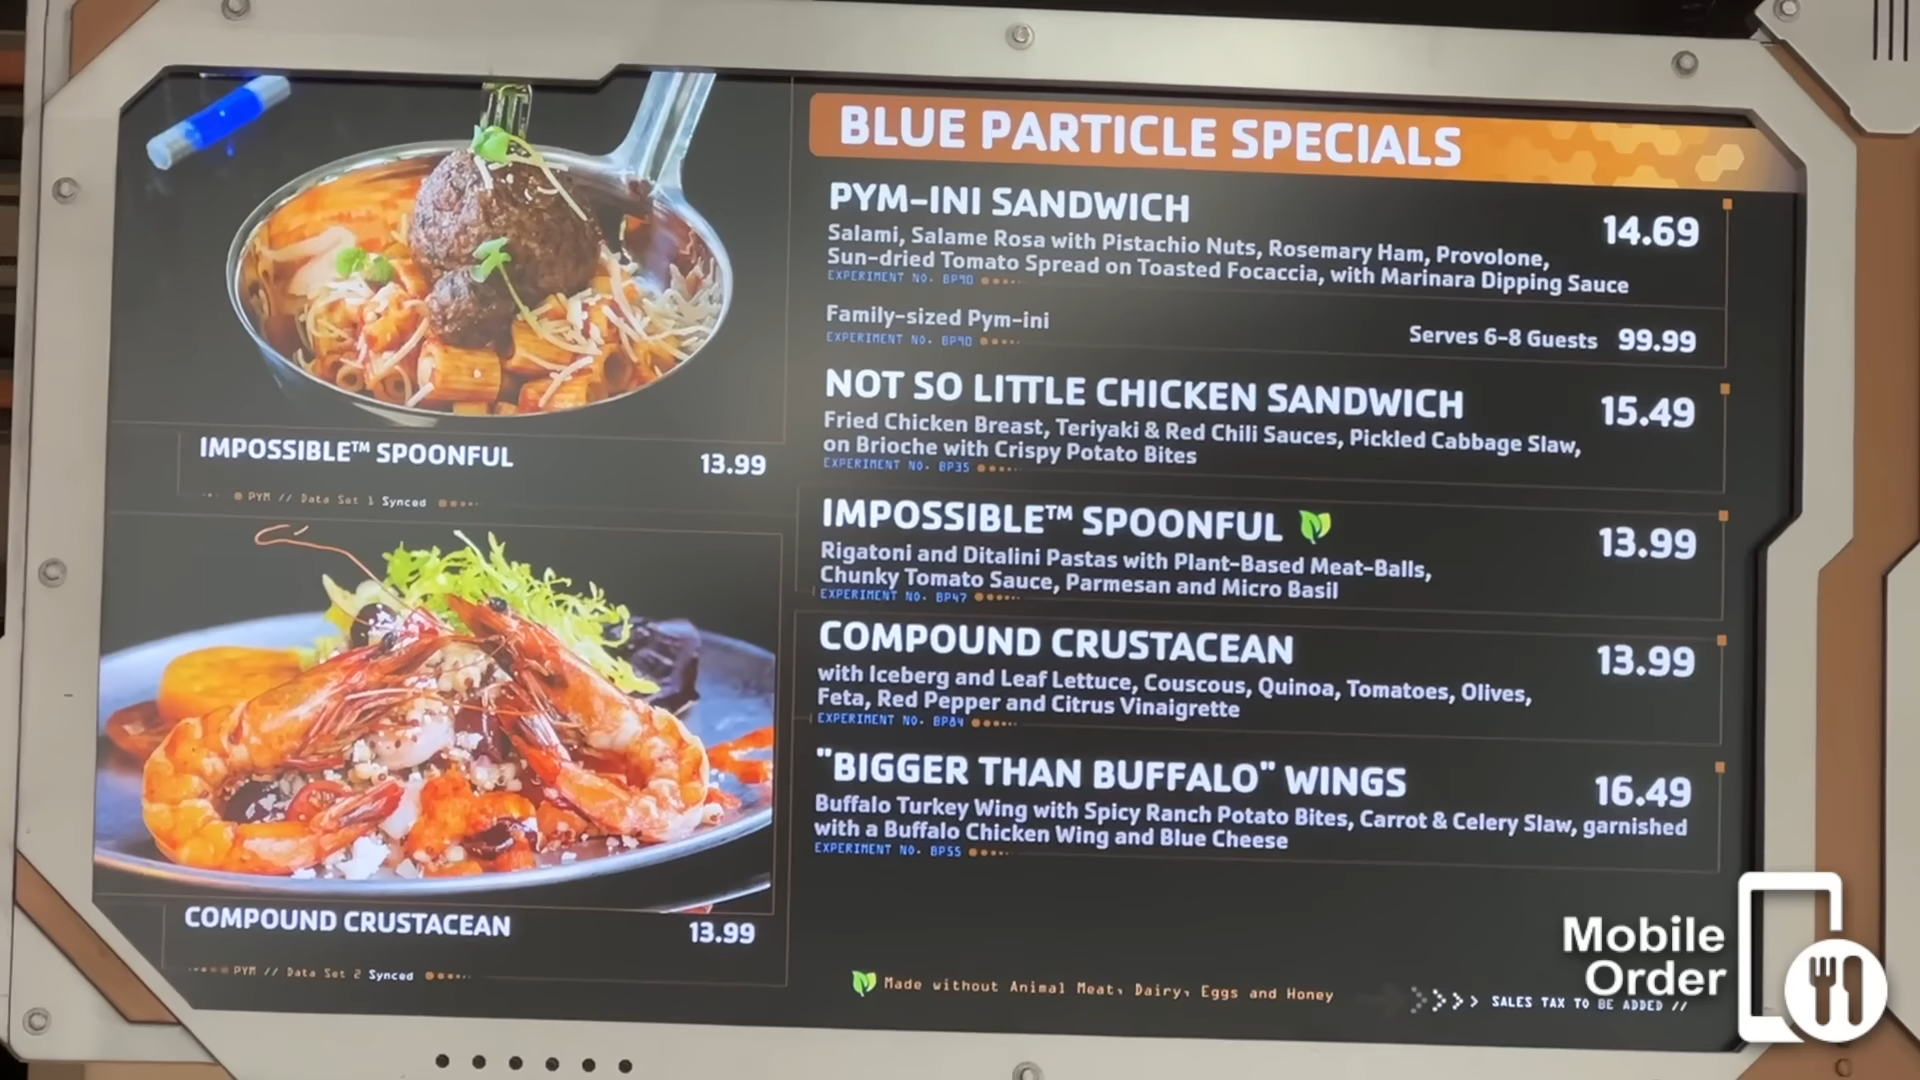 IMPOSSIBLE™ SPOONFUL 13.99
PYM // Data Set 1 Synced
COMPOUND CRUSTACEAN 13.99
PYM // Data Set 2 Synced
BLUE PARTICLE SPECIALS
PYM-INI SANDWICH 14.69
Salami, Salame Rosa with Pistachio Nuts, Rosemary Ham, Provolone,
Sun-dried Tomato Spread on Toasted Focaccia, with Marinara Dipping Sauce
EXPERIMENT NO. BP90
Family-sized Pym-ini Serves 6-8 Guests 99.99
EXPERIMENT NO. BP90
NOT SO LITTLE CHICKEN SANDWICH 15.49
Fried Chicken Breast, Teriyaki & Red Chili Sauces, Pickled Cabbage Slaw,
on Brioche with Crispy Potato Bites
EXPERIMENT NO. BP35
IMPOSSIBLE™ SPOONFUL 13.99
Rigatoni and Ditalini Pastas with Plant-Based Meat-Balls,
Chunky Tomato Sauce, Parmesan and Micro Basil
EXPERIMENT NO. BP47
COMPOUND CRUSTACEAN 13.99
with Iceberg and Leaf Lettuce, Couscous, Quinoa, Tomatoes, Olives,
Feta, Red Pepper and Citrus Vinaigrette
EXPERIMENT NO. BP84
"BIGGER THAN BUFFALO" WINGS 16.49
Buffalo Turkey Wing with Spicy Ranch Potato Bites, Carrot & Celery Slaw, garnished
with a Buffalo Chicken Wing and Blue Cheese
EXPERIMENT NO. BP55
Made without Animal Meat, Dairy, Eggs and Honey
SALES TAX TO BE ADDED //
Mobile
Order